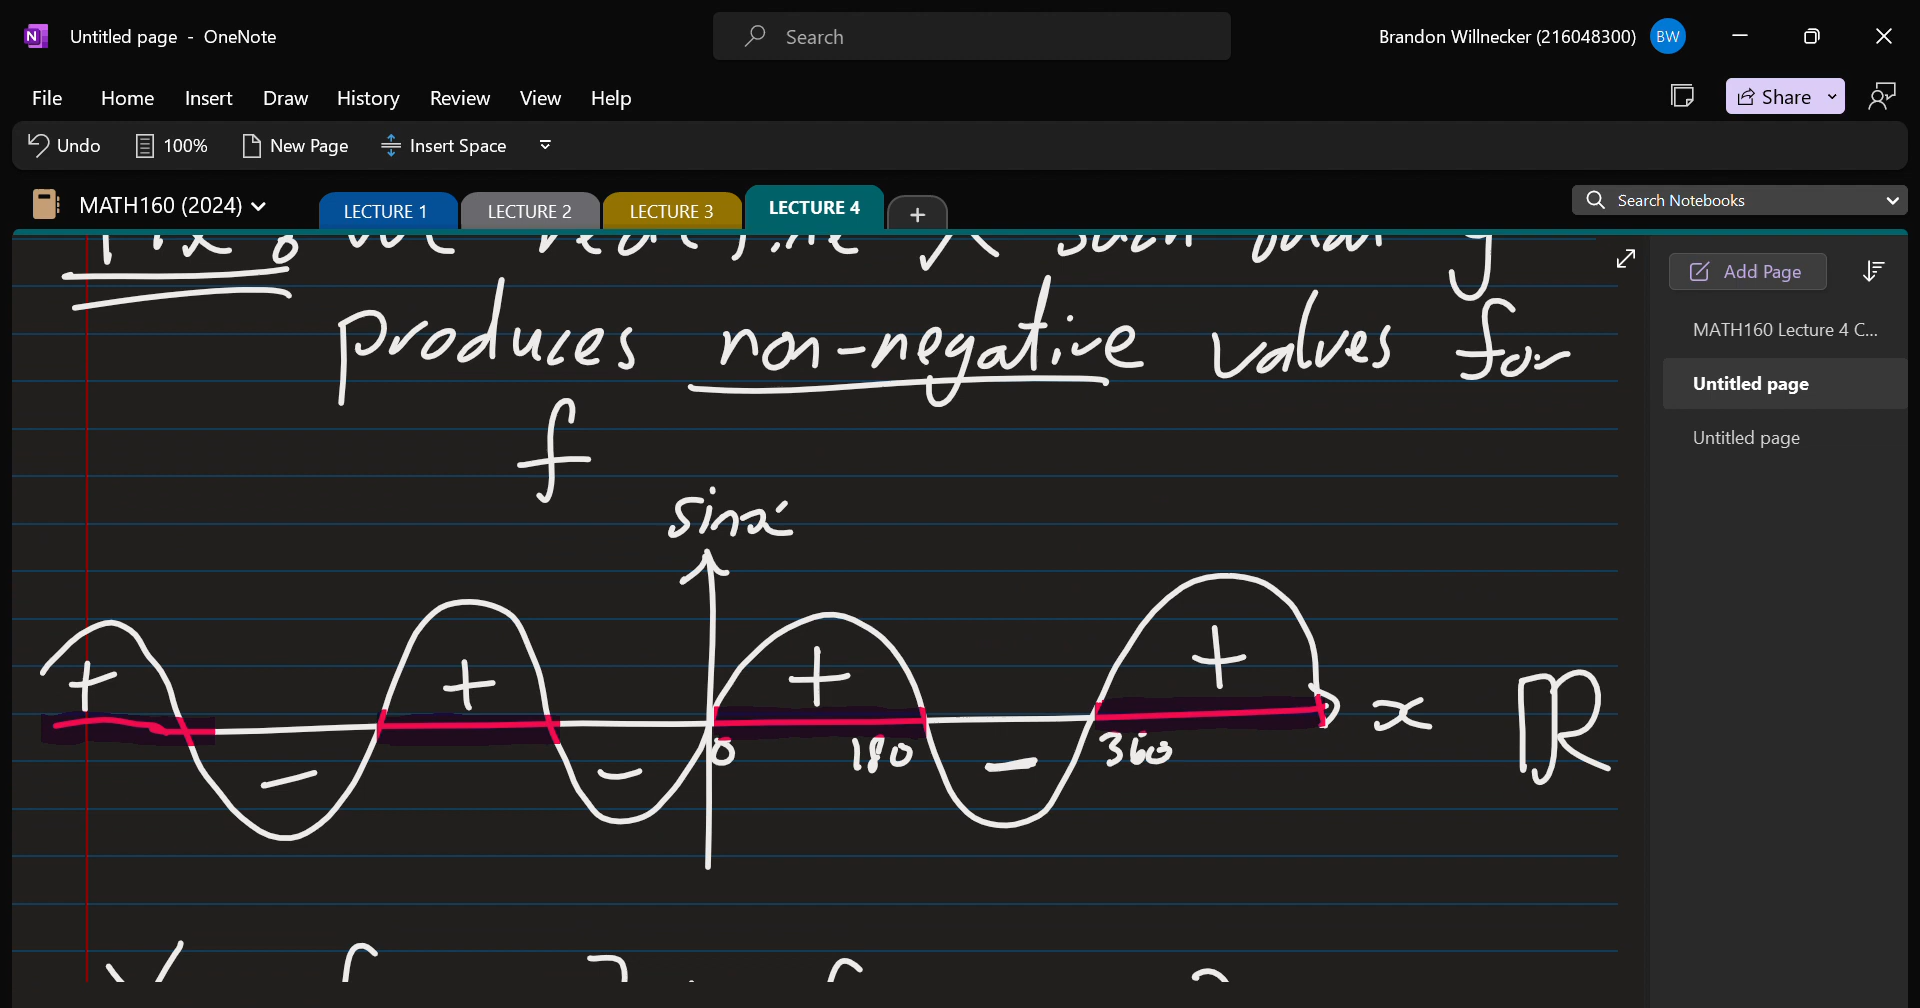 Untitled page - OneNote
Search
Brandon Willnecker (216048300) BW
File Home Insert Draw History Review View Help
Share
Undo 100% New Page Insert Space
MATH160 (2024) LECTURE 1 LECTURE 2 LECTURE 3 LECTURE 4 +
Search Notebooks
Add Page
MATH160 Lecture 4 C...
Untitled page
Untitled page
such that g
produces non-negative values for
f
sinx
+ + + +
x R
0 180 360
- - -